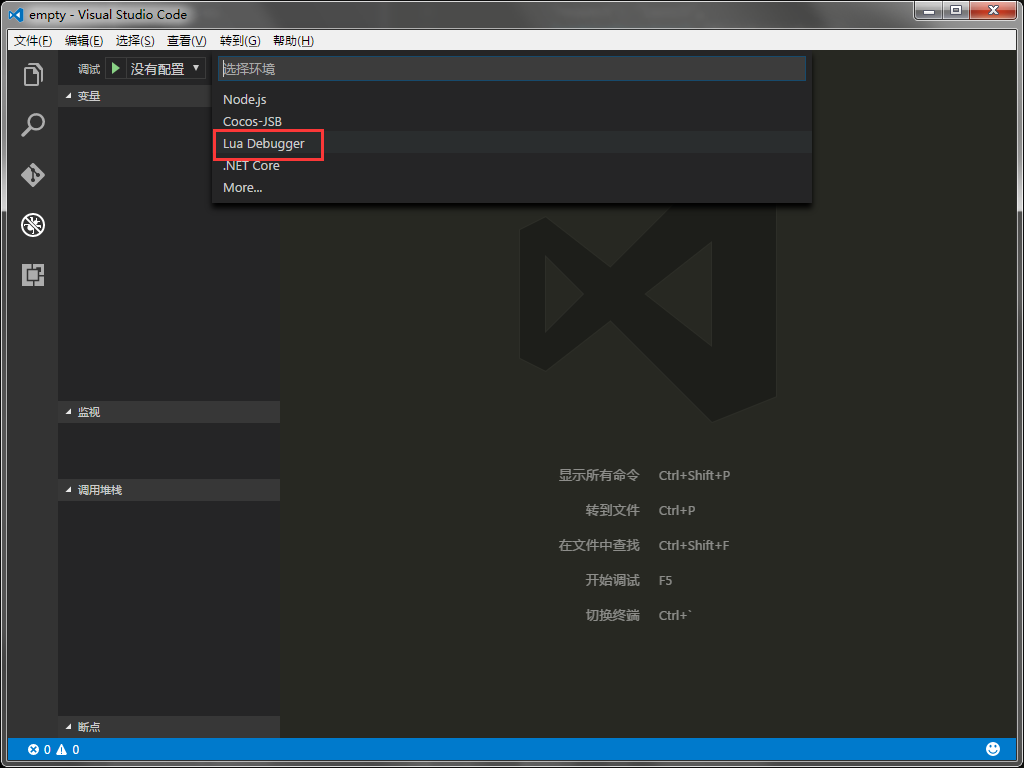 empty - Visual Studio Code
文件(F) 编辑(E) 选择(S) 查看(V) 转到(G) 帮助(H)
调试 没有配置
选择环境
Node.js
Cocos-JSB
Lua Debugger
.NET Core
More...
变量
监视
调用堆栈
断点
显示所有命令 Ctrl+Shift+P
转到文件 Ctrl+P
在文件中查找 Ctrl+Shift+F
开始调试 F5
切换终端 Ctrl+`
0 0